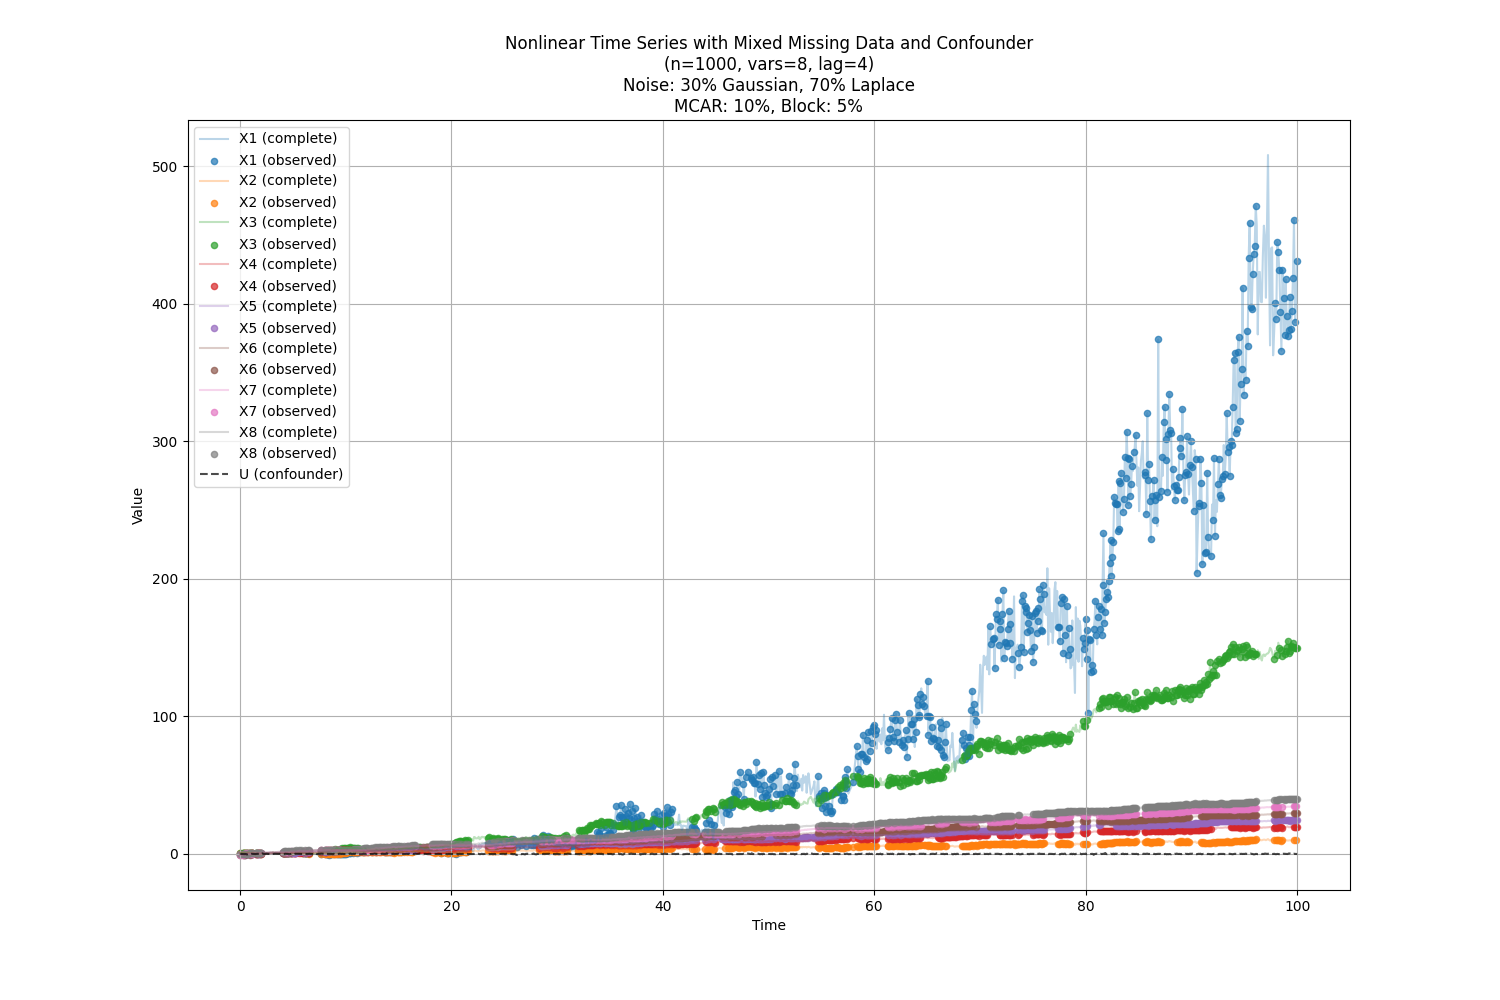 Nonlinear Time Series with Mixed Missing Data and Confounder
(n=1000, vars=8, lag=4)
Noise: 30% Gaussian, 70% Laplace
MCAR: 10%, Block: 5%
X1 (complete)
X1 (observed)
X2 (complete)
X2 (observed)
X3 (complete)
X3 (observed)
X4 (complete)
X4 (observed)
X5 (complete)
X5 (observed)
X6 (complete)
X6 (observed)
X7 (complete)
X7 (observed)
X8 (complete)
X8 (observed)
U (confounder)
Value
500
400
300
200
100
0
0 20 40 60 80 100
Time